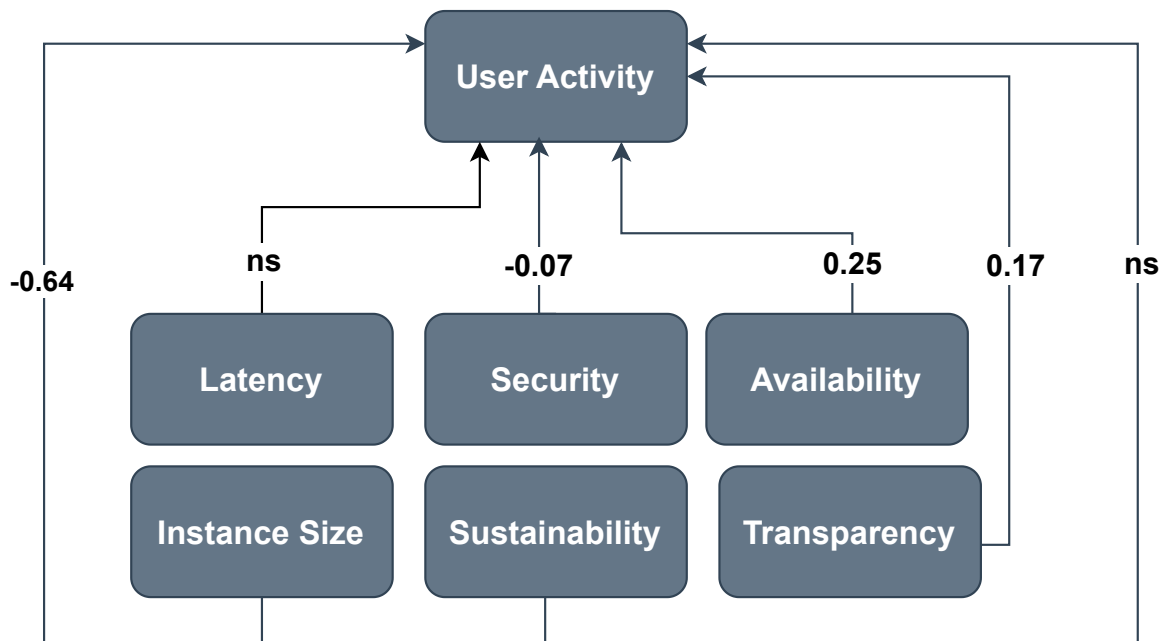 User Activity
ns
-0.07
0.25
0.17
ns
-0.64
Latency
Security
Availability
Instance Size
Sustainability
Transparency